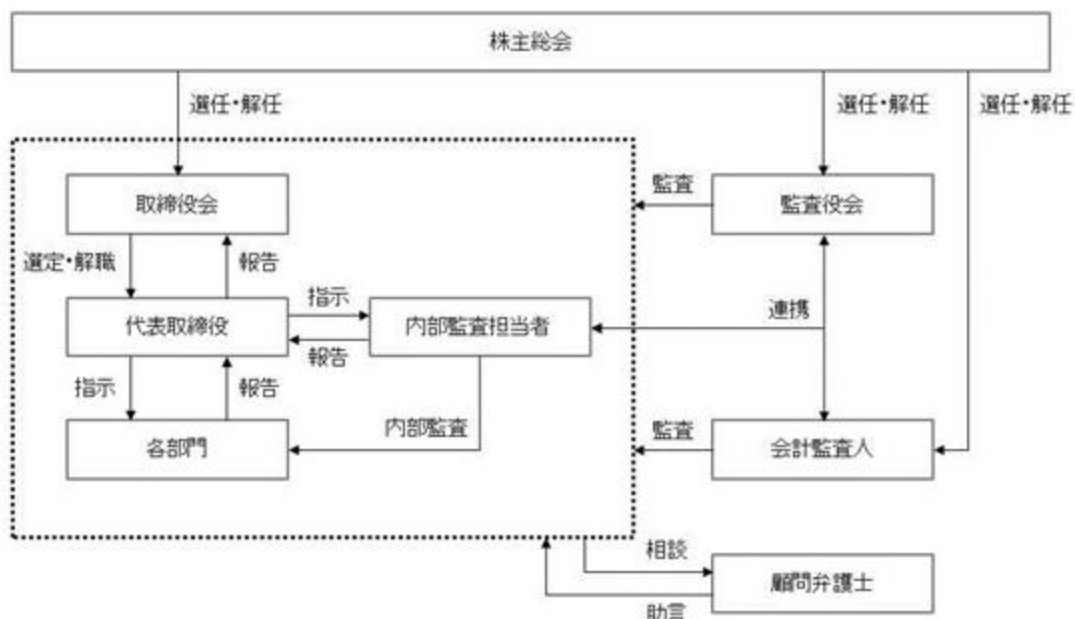 株主総会
選任・解任
選任・解任
選任・解任
取締役会
監査
監査役会
選定・解職
報告
指示
代表取締役
内部監査担当者
連携
報告
指示
報告
内部監査
各部門
監査
会計監査人
相談
顧問弁護士
助言